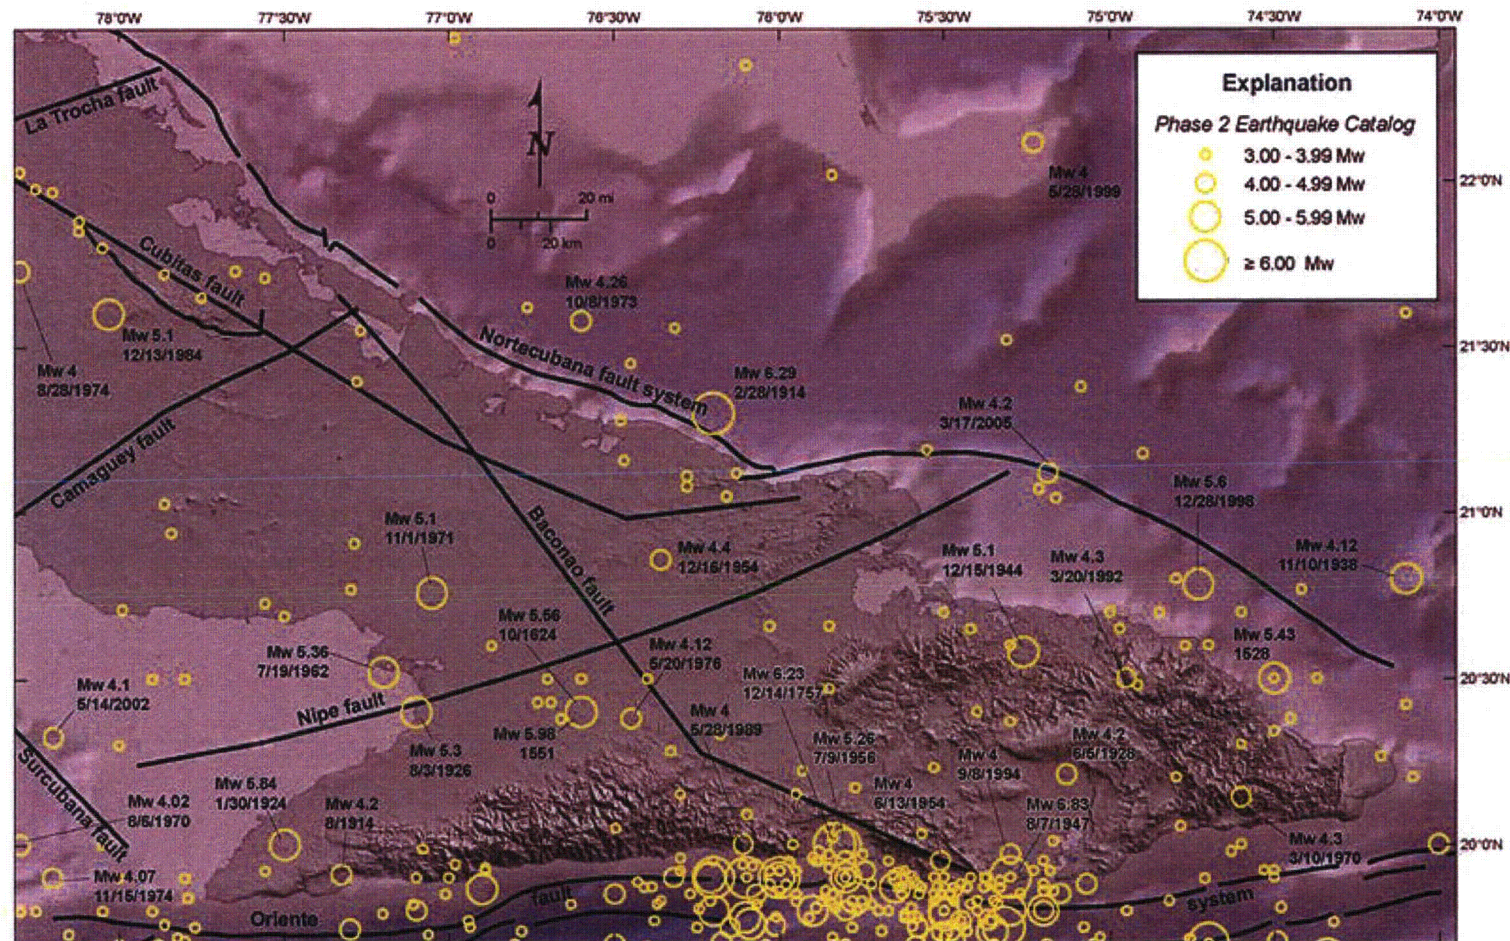 78°0'W 77°30'W 77°0'W 76°30'W 76°0'W 75°30'W 75°0'W 74°30'W 74°0'W
Explanation
Phase 2 Earthquake Catalog
3.00 - 3.99 Mw
4.00 - 4.99 Mw
5.00 - 5.99 Mw
≥ 6.00 Mw
La Trocha fault
N
0 20 mi
0 20 km
Mw 4
5/28/1999
22°0'N
Cubitas fault
Mw 4.26
10/8/1973
Mw 5.1
12/13/1984
Mw 4
8/28/1974
Nortecubana fault system
21°30'N
Mw 6.29
2/28/1914
Mw 4.2
3/17/2005
Camaguey fault
Mw 5.6
12/28/1998
21°0'N
Mw 5.1
11/1/1971
Baconao fault
Mw 4.4
12/16/1954
Mw 5.1
12/15/1944
Mw 4.3
3/20/1992
Mw 4.12
11/10/1938
Mw 5.56
10/1624
Mw 5.36
7/19/1962
Mw 4.12
5/20/1976
Mw 5.43
1528
Mw 6.23
12/14/1757
20°30'N
Mw 4.1
5/14/2002
Nipe fault
Mw 5.3
8/3/1926
Mw 5.98
1551
Mw 4
5/28/1989
Mw 5.26
7/9/1956
Mw 4
9/8/1994
Mw 4.2
6/5/1928
Surcubana fault
Mw 5.84
1/30/1924
Mw 4.02
8/6/1970
Mw 4.2
8/1914
Mw 4
6/13/1954
Mw 6.83
8/7/1947
Mw 4.3
3/10/1970
20°0'N
Mw 4.07
11/15/1974
Oriente fault system